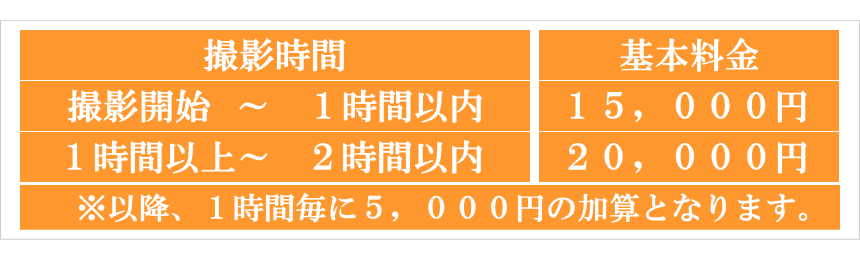 撮影時間 基本料金
撮影開始 ～ １時間以内 １５，０００円
１時間以上～ ２時間以内 ２０，０００円
※以降、１時間毎に５，０００円の加算となります。